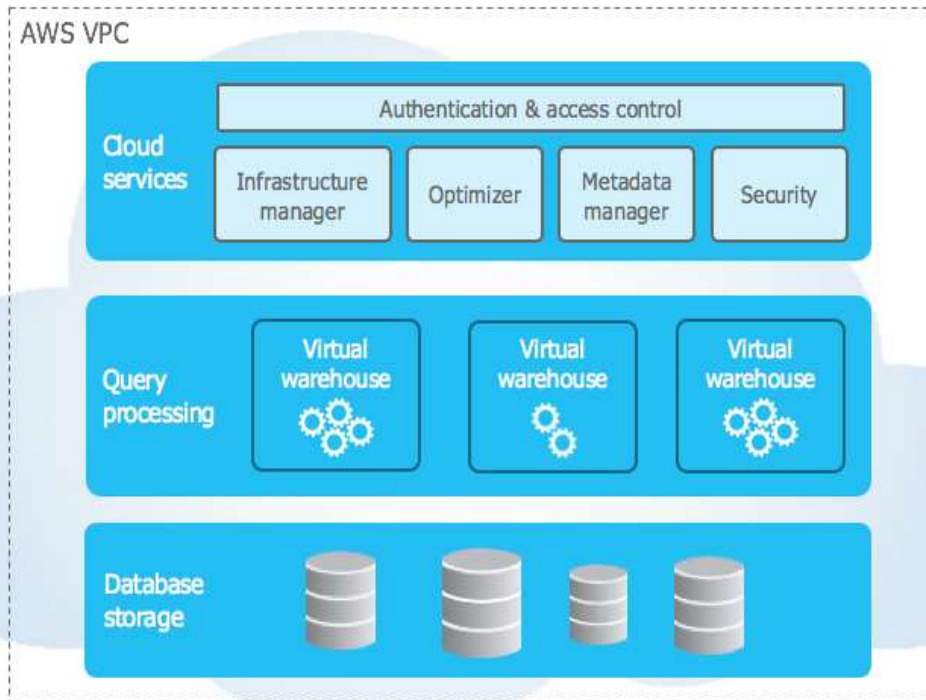 AWS VPC
Authentication & access control
Cloud
services
Infrastructure
manager
Optimizer
Metadata
manager
Security
Query
processing
Virtual
warehouse
Virtual
warehouse
Virtual
warehouse
Database
storage